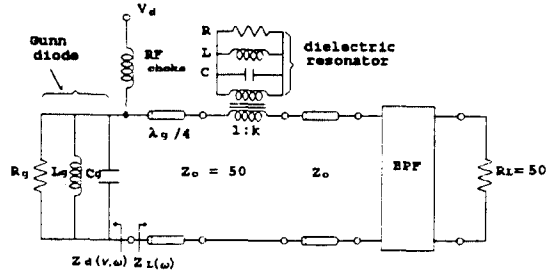 Vd
Gunn
diode
RF
choke
R
L
C
dielectric
resonator
λg /4
1:k
Rg
Lg
Cg
Zo = 50
Zo
BPF
RL= 50
Zd(v,ω)
ZL(ω)